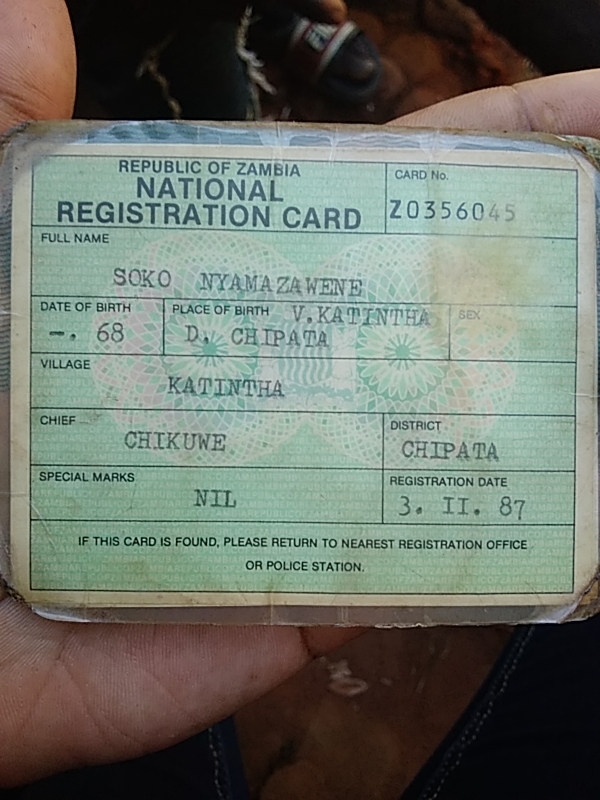 REPUBLIC OF ZAMBIA
NATIONAL
REGISTRATION CARD
CARD No.
Z0356045
FULL NAME
SOKO NYAMAZAWENE
DATE OF BIRTH
-. 68
PLACE OF BIRTH V.KATINTHA
D. CHIPATA
SEX
VILLAGE
KATINTHA
CHIEF
CHIKUWE
DISTRICT
CHIPATA
SPECIAL MARKS
NIL
REGISTRATION DATE
3. II. 87
IF THIS CARD IS FOUND, PLEASE RETURN TO NEAREST REGISTRATION OFFICE
OR POLICE STATION.